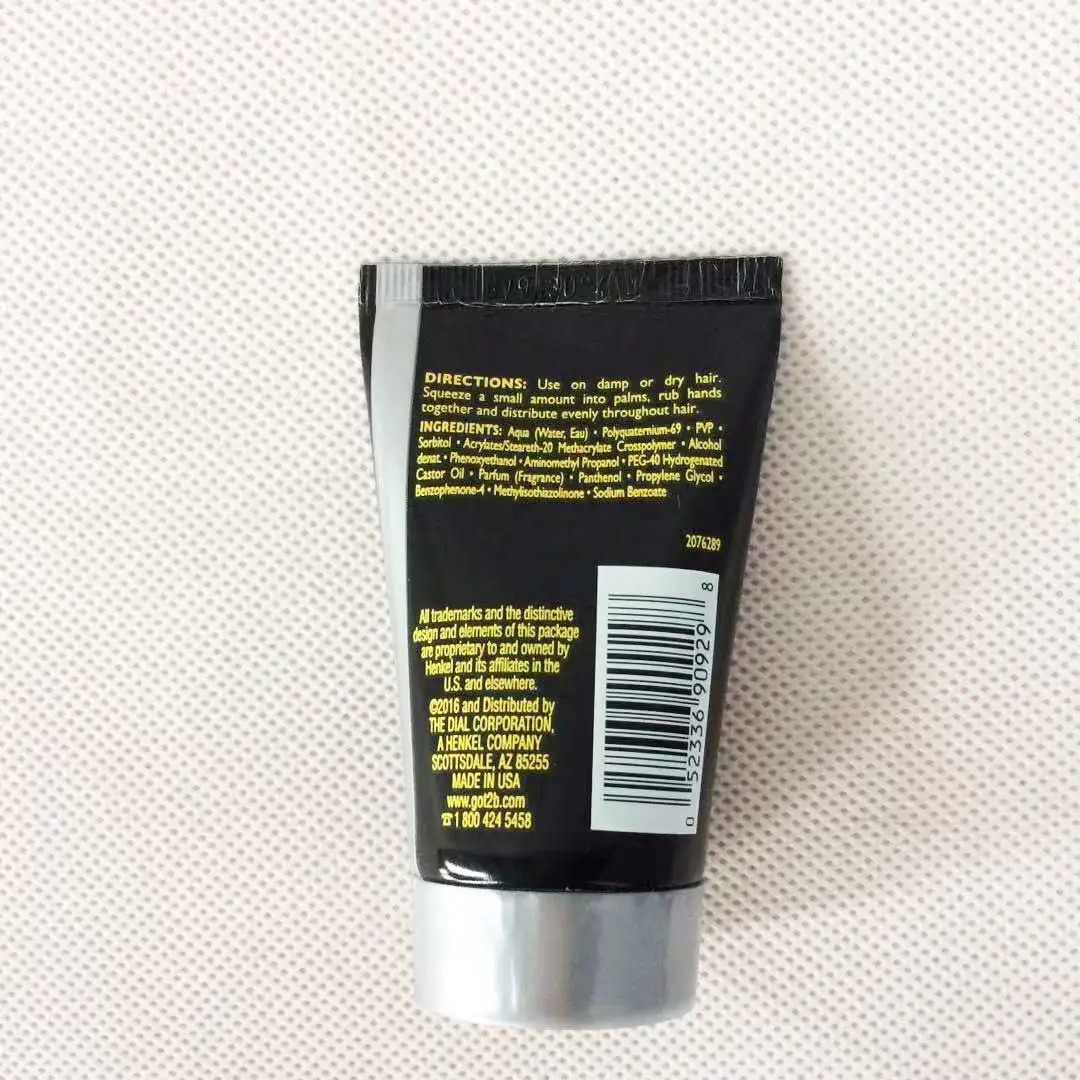 DIRECTIONS: Use on damp or dry hair.
Squeeze a small amount into palms, rub hands
together and distribute evenly throughout hair.
INGREDIENTS: Aqua (Water, Eau) • Polyquaternium-69 • PVP •
Sorbitol • Acrylates/Steareth-20 Methacrylate Crosspolymer • Alcohol
denat. • Phenoxyethanol • Aminomethyl Propanol • PEG-40 Hydrogenated
Castor Oil • Parfum (Fragrance) • Panthenol • Propylene Glycol •
Benzophenone-4 • Methylisothiazolinone • Sodium Benzoate
2076289
All trademarks and the distinctive
design and elements of this package
are proprietary to and owned by
Henkel and its affiliates in the
U.S. and elsewhere.
©2016 and Distributed by
THE DIAL CORPORATION,
A HENKEL COMPANY
SCOTTSDALE, AZ 85255
MADE IN USA
www.got2b.com
☎1 800 424 5458
0 52336 90929 8